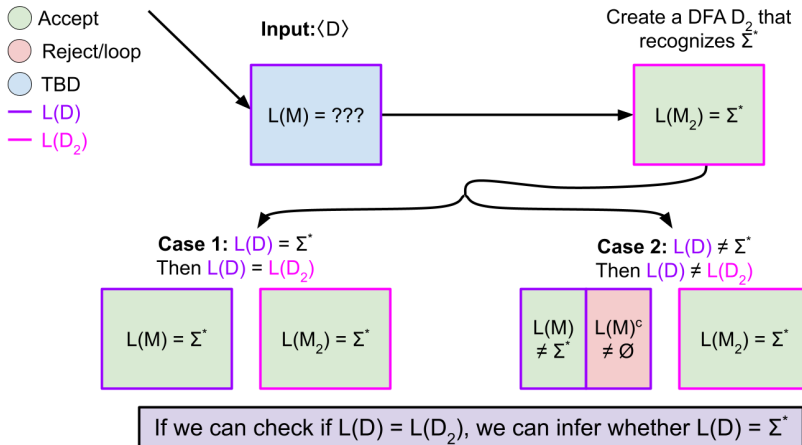 Accept
Reject/loop
TBD
L(D)
L(D₂)
Input:⟨D⟩
Create a DFA D₂ that
recognizes Σ*
L(M) = ???
L(M₂) = Σ*
Case 1: L(D) = Σ*
Then L(D) = L(D₂)
L(M) = Σ*
L(M₂) = Σ*
Case 2: L(D) ≠ Σ*
Then L(D) ≠ L(D₂)
L(M)
≠ Σ*
L(M)ᶜ
≠ Ø
L(M₂) = Σ*
If we can check if L(D) = L(D₂), we can infer whether L(D) = Σ*